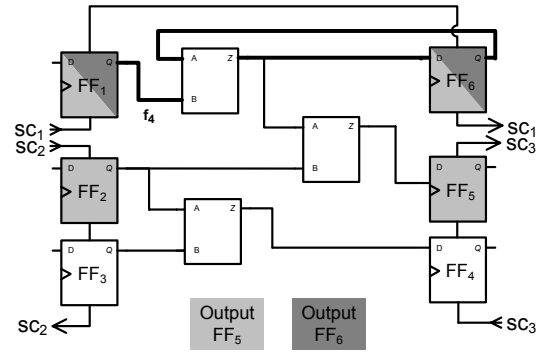 D Q
FF1
A Z
B
f4
D Q
FF6
SC1
SC2
SC1
SC3
A Z
B
D Q
FF2
D Q
FF5
A Z
B
D Q
FF3
D Q
FF4
SC2
SC3
Output
FF5
Output
FF6